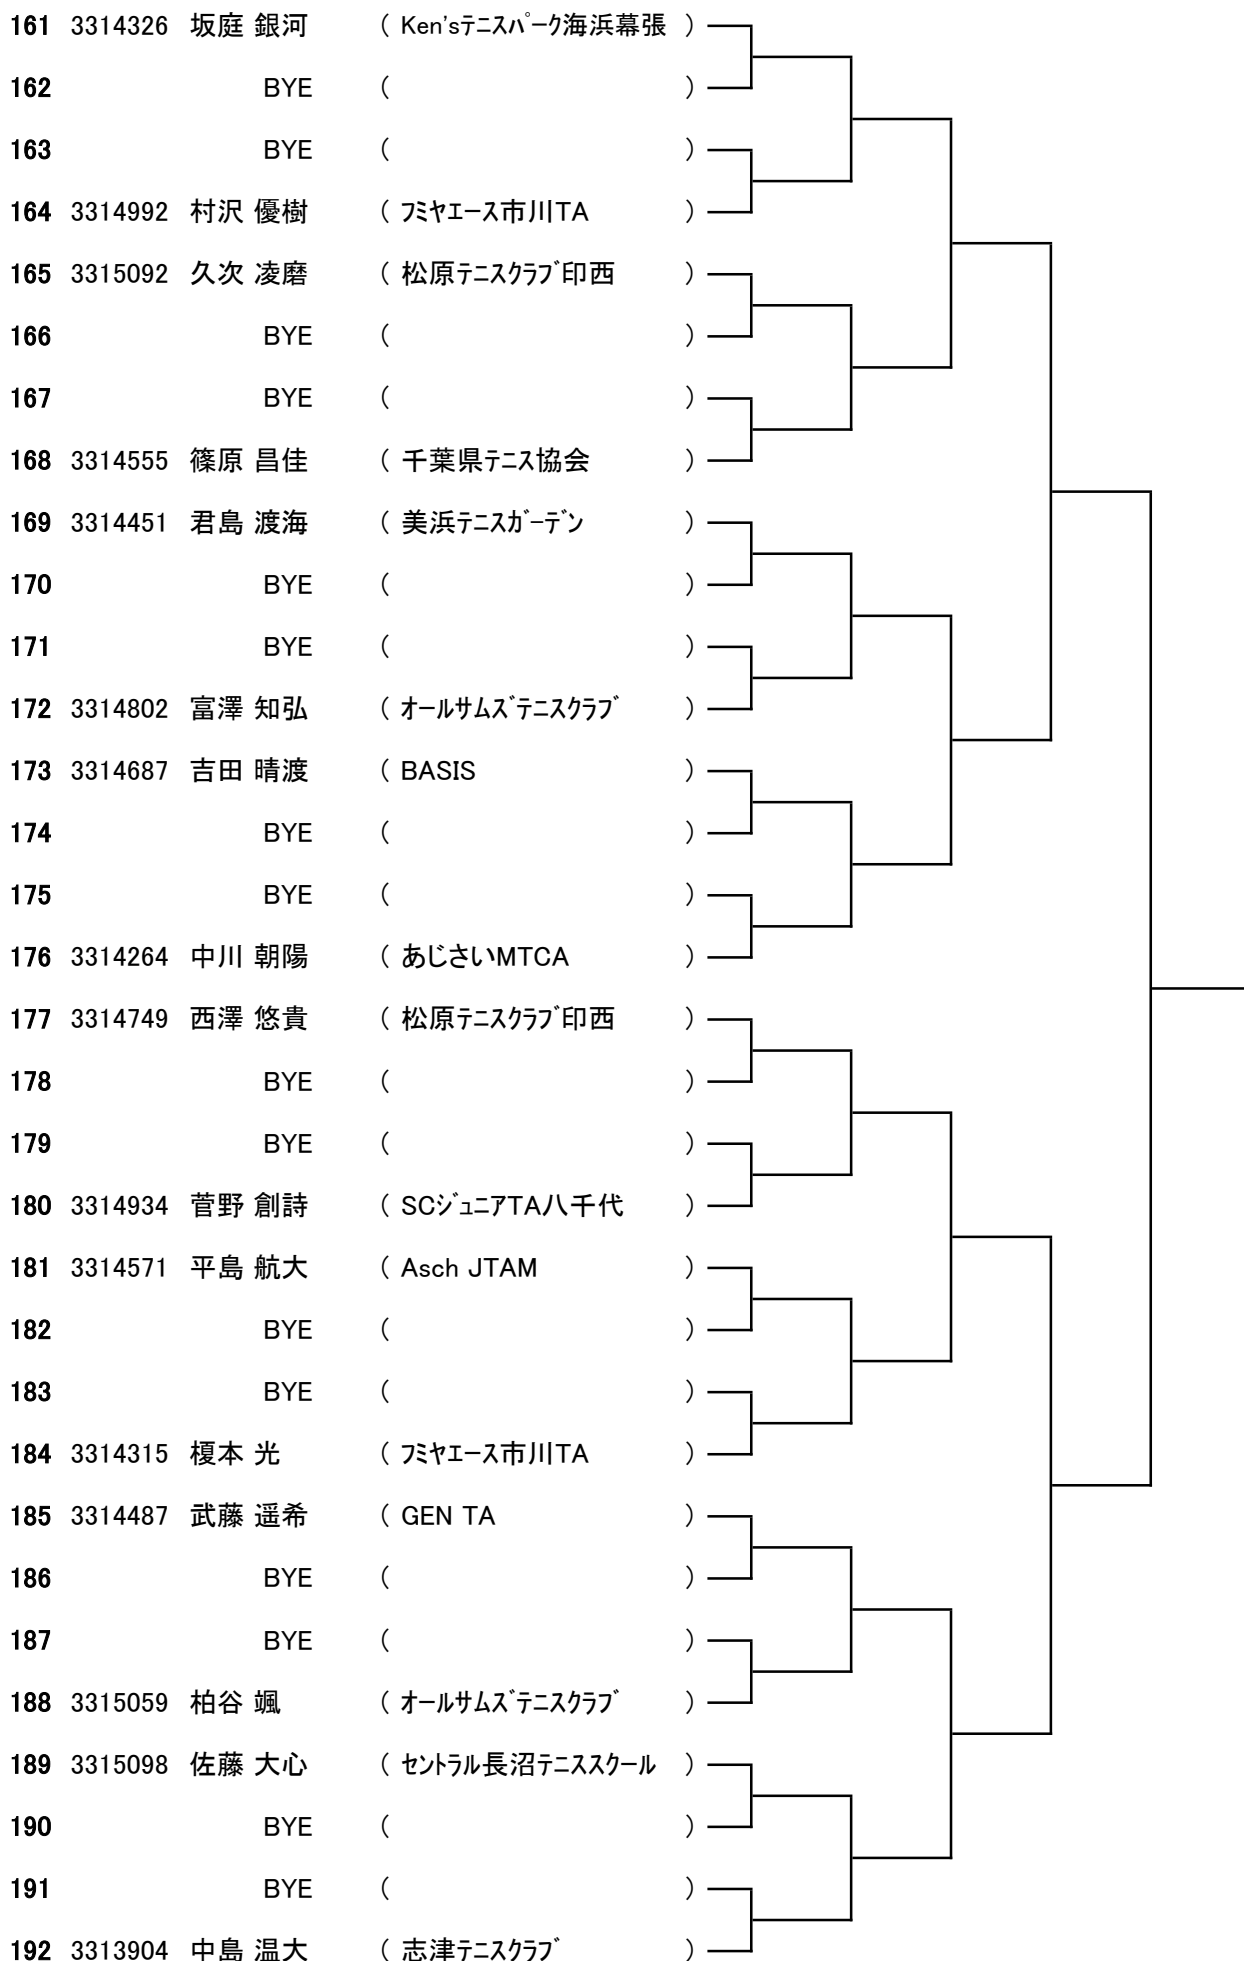 161 3314326 坂庭 銀河 ( Ken'sﾃﾆｽﾊﾟｰｸ海浜幕張 )
162 BYE ( )
163 BYE ( )
164 3314992 村沢 優樹 ( ﾌﾐﾔｴｰｽ市川TA )
165 3315092 久次 凌磨 ( 松原ﾃﾆｽｸﾗﾌﾞ印西 )
166 BYE ( )
167 BYE ( )
168 3314555 篠原 昌佳 ( 千葉県ﾃﾆｽ協会 )
169 3314451 君島 渡海 ( 美浜ﾃﾆｽｶﾞｰﾃﾞﾝ )
170 BYE ( )
171 BYE ( )
172 3314802 富澤 知弘 ( ｵｰﾙｻﾑｽﾞﾃﾆｽｸﾗﾌﾞ )
173 3314687 吉田 晴渡 ( BASIS )
174 BYE ( )
175 BYE ( )
176 3314264 中川 朝陽 ( あじさいMTCA )
177 3314749 西澤 悠貴 ( 松原ﾃﾆｽｸﾗﾌﾞ印西 )
178 BYE ( )
179 BYE ( )
180 3314934 菅野 創詩 ( SCｼﾞｭﾆｱTA八千代 )
181 3314571 平島 航大 ( Asch JTAM )
182 BYE ( )
183 BYE ( )
184 3314315 榎本 光 ( ﾌﾐﾔｴｰｽ市川TA )
185 3314487 武藤 遥希 ( GEN TA )
186 BYE ( )
187 BYE ( )
188 3315059 柏谷 颯 ( ｵｰﾙｻﾑｽﾞﾃﾆｽｸﾗﾌﾞ )
189 3315098 佐藤 大心 ( ｾﾝﾄﾗﾙ長沼ﾃﾆｽｽｸｰﾙ )
190 BYE ( )
191 BYE ( )
192 3313904 中島 温大 ( 志津ﾃﾆｽｸﾗﾌﾞ )